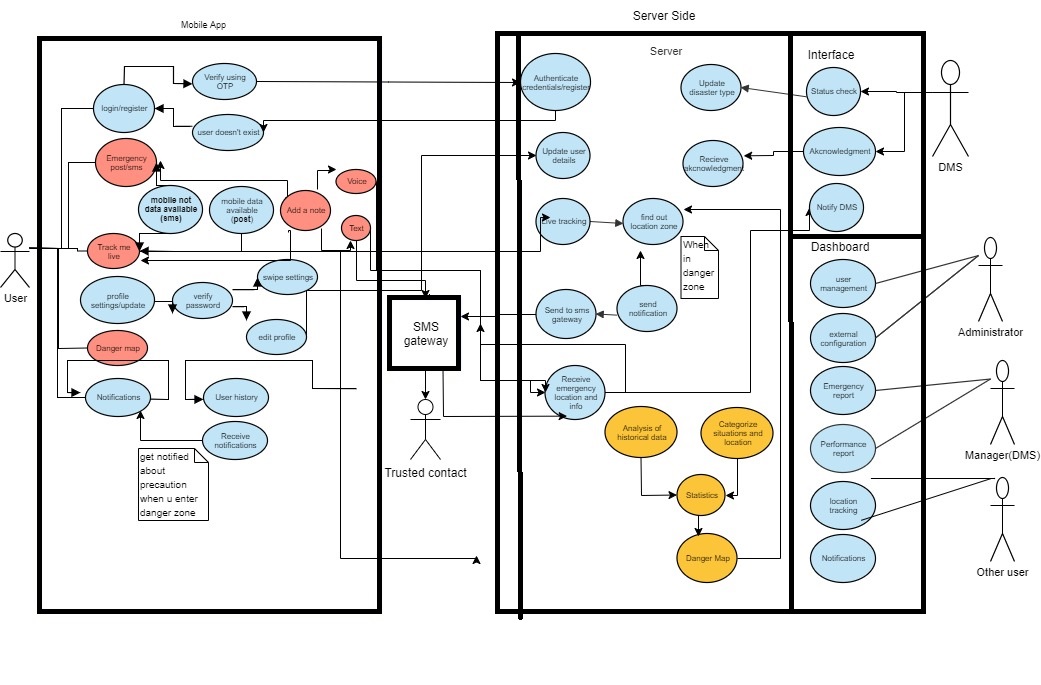 Server Side
Mobile App
Server
Interface
Verify using
OTP
login/register
user doesn't exist
Emergency
post/sms
mobile not
data available
(sms)
mobile data
available
(post)
Add a note
Voice
Text
Track me
live
User
profile
settings/update
verify
password
swipe settings
edit profile
Danger map
Notifications
User history
Receive
notifications
get notified
about
precaution
when u enter
danger zone
SMS
gateway
Trusted contact
Authenticate
credentials/register
Update user
details
Live tracking
find out
location zone
When
in
danger
zone
Send to sms
gateway
send
notification
Receive
emergency
location and
info
Analysis of
historical data
Categorize
situations and
location
Statistics
Danger Map
Update
disaster type
Recieve
akcknowledgment
Status check
Akcknowledgment
Notify DMS
DMS
Dashboard
user
management
external
configuration
Emergency
report
Performance
report
location
tracking
Notifications
Administrator
Manager(DMS)
Other user